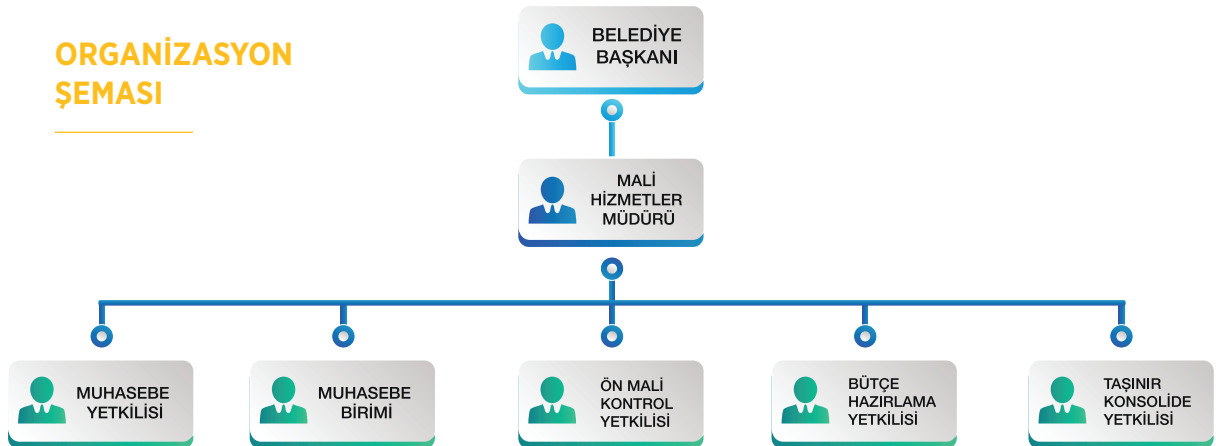 ORGANİZASYON
ŞEMASI
BELEDİYE
BAŞKANI
MALİ
HİZMETLER
MÜDÜRÜ
MUHASEBE
YETKİLİSİ
MUHASEBE
BİRİMİ
ÖN MALİ
KONTROL
YETKİLİSİ
BÜTÇE
HAZIRLAMA
YETKİLİSİ
TAŞINIR
KONSOLİDE
YETKİLİSİ